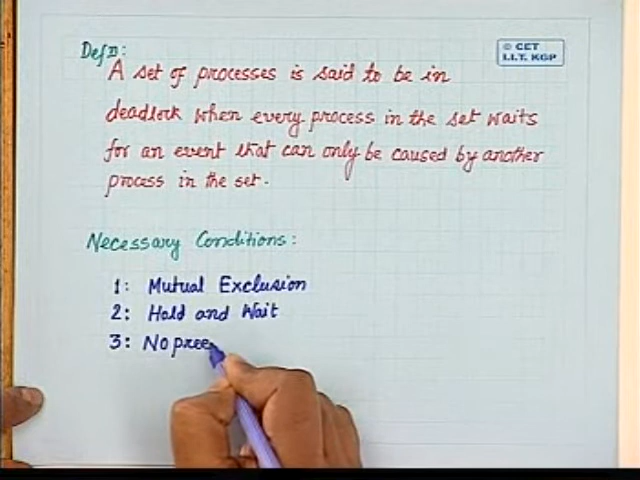 Defⁿ:
© CET
I.I.T. KGP
A set of processes is said to be in
deadlock when every process in the set waits
for an event that can only be caused by another
process in the set.
Necessary Conditions:
1: Mutual Exclusion
2: Hold and Wait
3: No pree